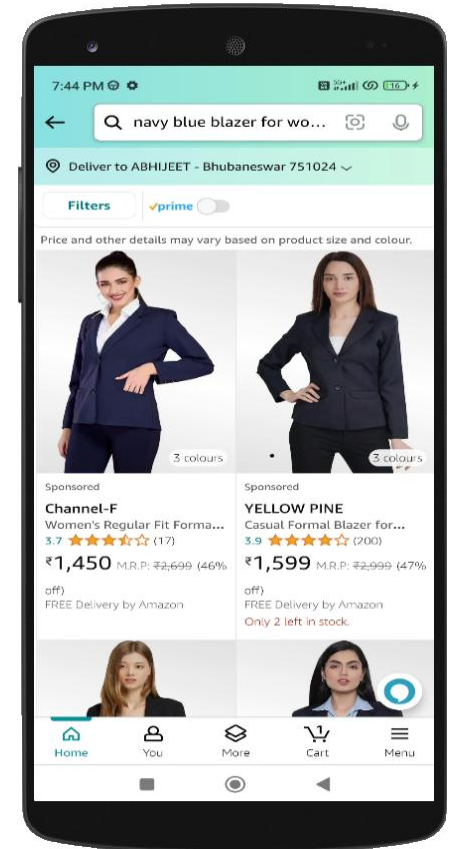 7:44 PM
16
navy blue blazer for wo...
Deliver to ABHIJEET - Bhubaneswar 751024
Filters
prime
Price and other details may vary based on product size and colour.
3 colours
3 colours
Sponsored
Channel-F
Women's Regular Fit Forma...
3.7 (17)
₹1,450 M.R.P: ₹2,699 (46%
off)
FREE Delivery by Amazon
Sponsored
YELLOW PINE
Casual Formal Blazer for...
3.9 (200)
₹1,599 M.R.P: ₹2,999 (47%
off)
FREE Delivery by Amazon
Only 2 left in stock.
Home
You
More
1
Cart
Menu